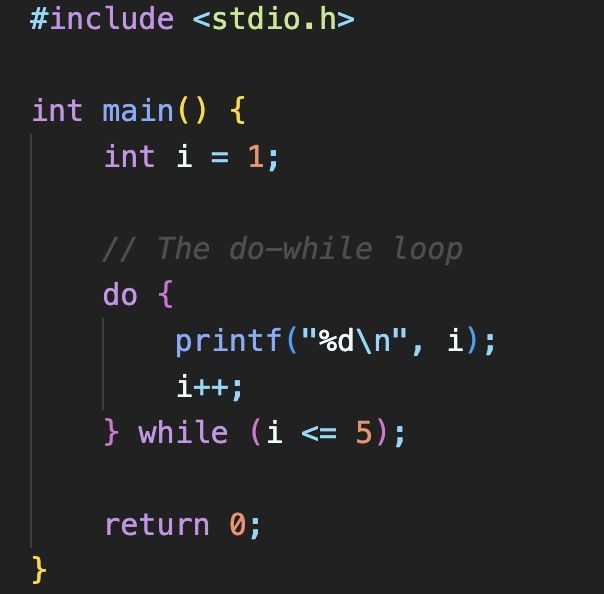 #include <stdio.h>
int main() {
    int i = 1;
    // The do-while loop
    do {
        printf("%d\n", i);
        i++;
    } while (i <= 5);
    return 0;
}